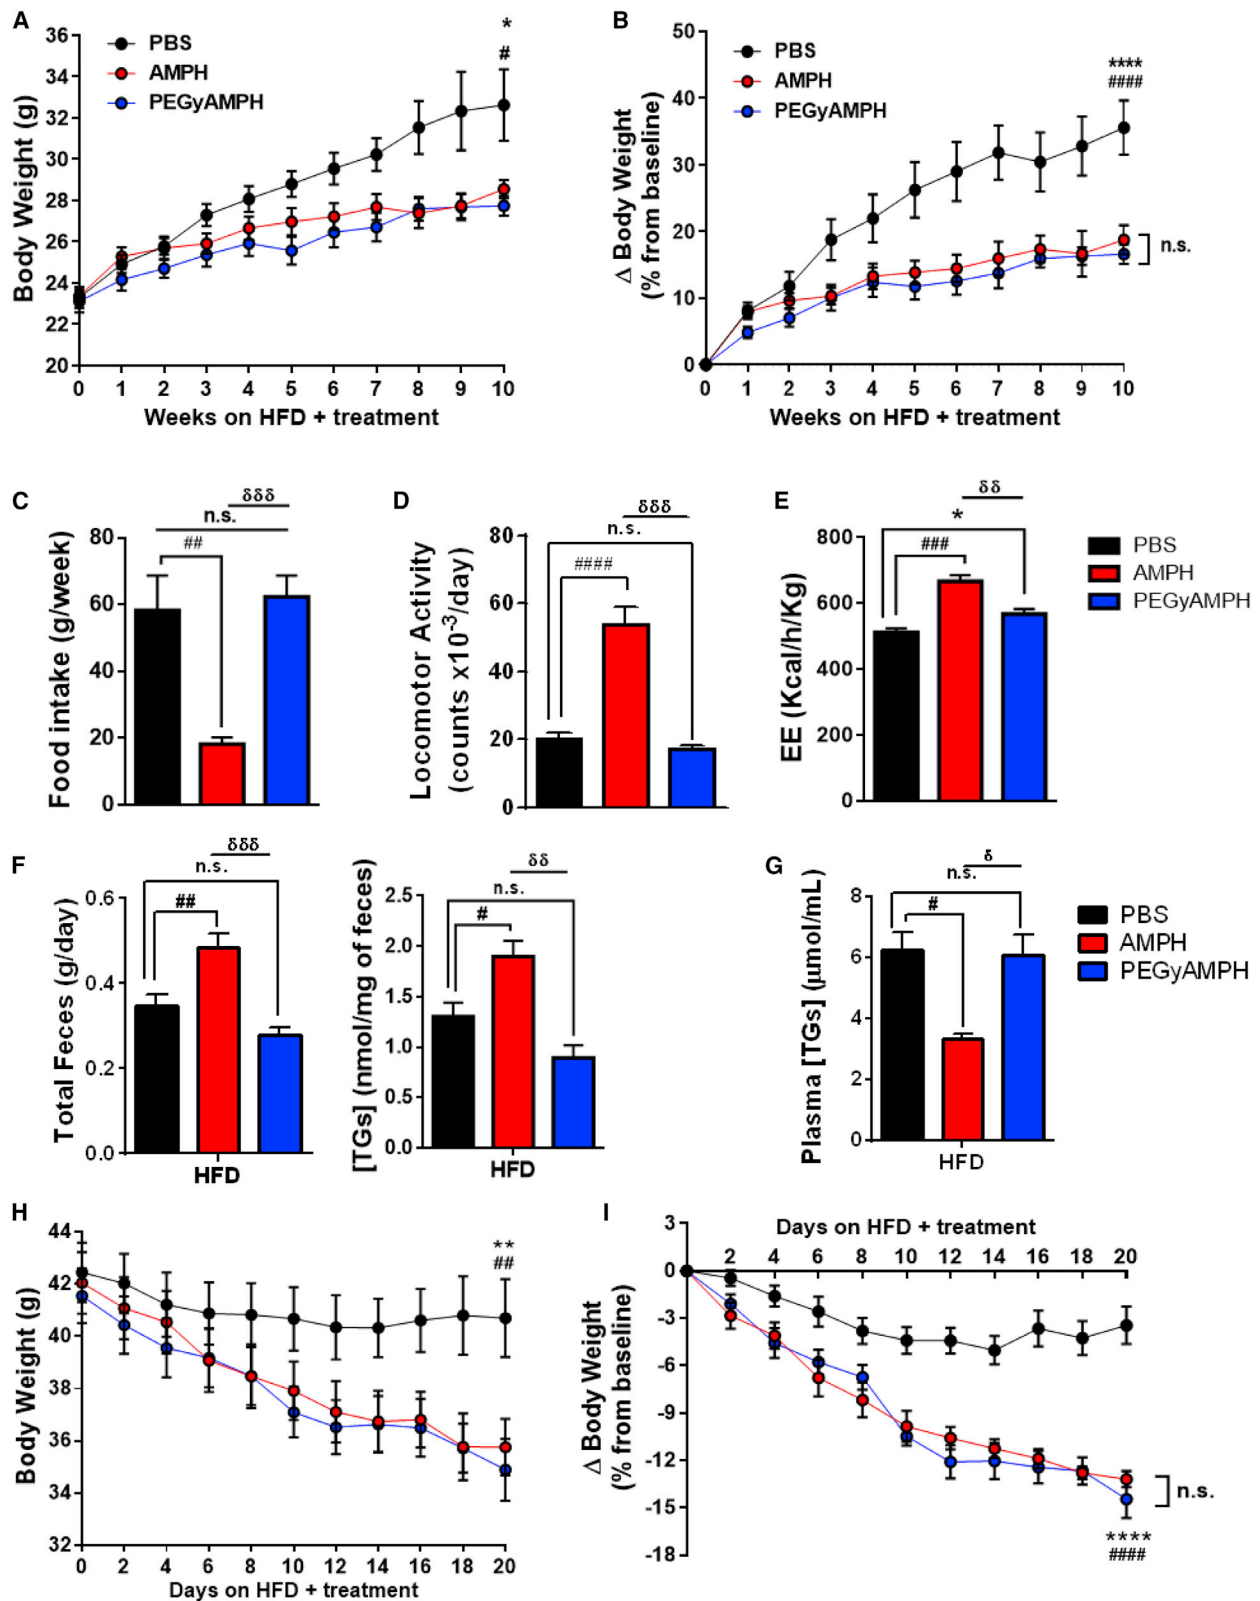 A
36
34
32
30
28
26
24
22
20
Body Weight (g)
PBS
AMPH
PEGyAMPH
*
#
0 1 2 3 4 5 6 7 8 9 10
Weeks on HFD + treatment
B
50
40
30
20
10
0
Δ Body Weight
(% from baseline)
PBS
AMPH
PEGyAMPH
****
####
n.s.
0 1 2 3 4 5 6 7 8 9 10
Weeks on HFD + treatment
C
δδδ
n.s.
##
80
60
40
20
0
Food intake (g/week)
D
δδδ
n.s.
####
80
60
40
20
0
Locomotor Activity
(counts x10-3/day)
E
δδ
*
###
800
600
400
200
0
EE (Kcal/h/Kg)
PBS
AMPH
PEGyAMPH
F
δδδ
n.s.
##
0.6
0.4
0.2
0.0
Total Feces (g/day)
HFD
δδ
n.s.
#
2.5
2.0
1.5
1.0
0.5
0.0
[TGs] (nmol/mg of feces)
HFD
G
δ
n.s.
#
8
6
4
2
0
Plasma [TGs] (μmol/mL)
HFD
PBS
AMPH
PEGyAMPH
H
44
42
40
38
36
34
32
Body Weight (g)
**
##
0 2 4 6 8 10 12 14 16 18 20
Days on HFD + treatment
I
Days on HFD + treatment
2 4 6 8 10 12 14 16 18 20
3
0
-3
-6
-9
-12
-15
-18
Δ Body Weight
(% from baseline)
n.s.
****
####